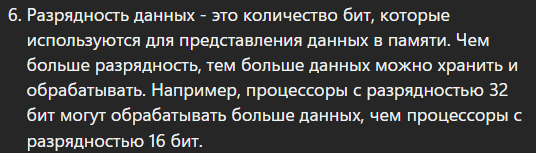 6. Разрядность данных - это количество бит, которые
используются для представления данных в памяти. Чем
больше разрядность, тем больше данных можно хранить и
обрабатывать. Например, процессоры с разрядностью 32
бит могут обрабатывать больше данных, чем процессоры с
разрядностью 16 бит.